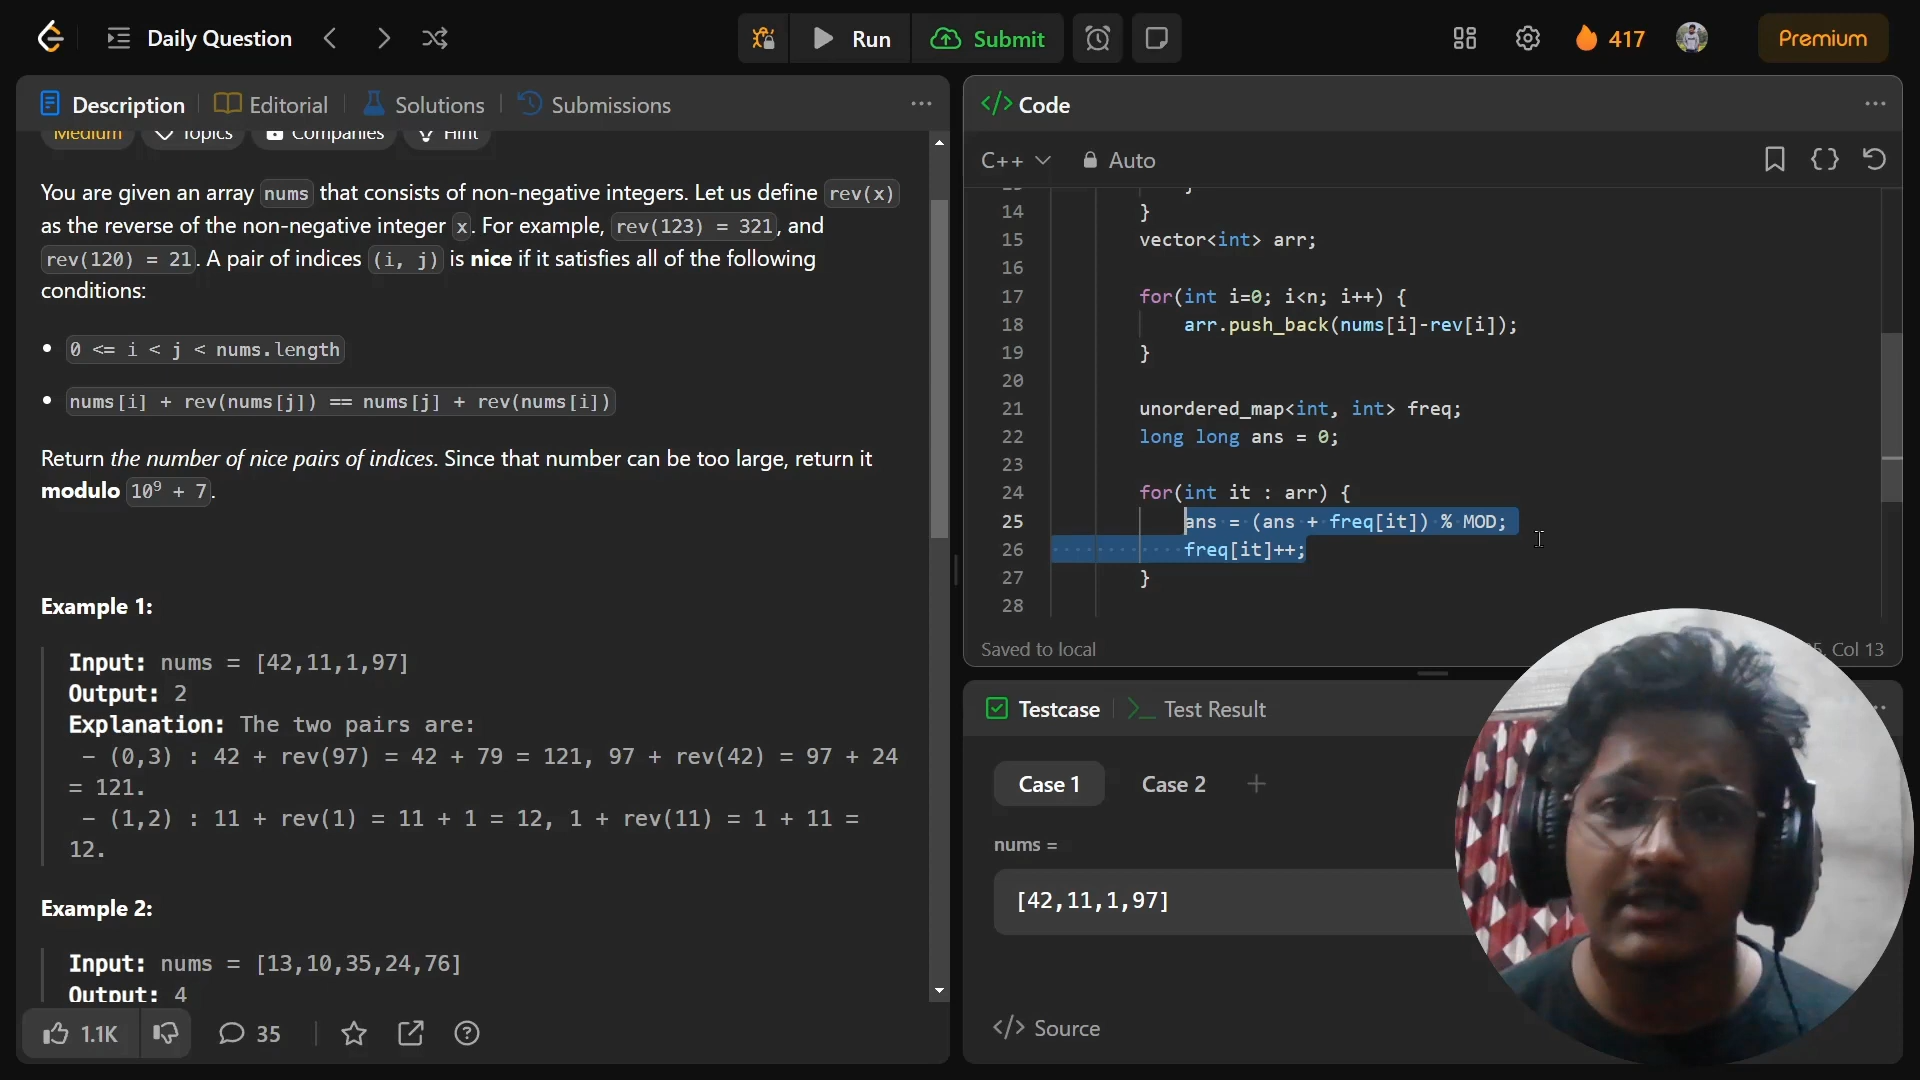 Daily Question
Run
Submit
417
Premium
Description
Editorial
Solutions
Submissions
Code
Medium
Topics
Companies
Hint
C++
Auto
You are given an array nums that consists of non-negative integers. Let us define rev(x)
as the reverse of the non-negative integer x. For example, rev(123) = 321, and
rev(120) = 21. A pair of indices (i, j) is nice if it satisfies all of the following
conditions:
• 0 <= i < j < nums.length
• nums[i] + rev(nums[j]) == nums[j] + rev(nums[i])
Return the number of nice pairs of indices. Since that number can be too large, return it
modulo 10⁹ + 7.
Example 1:
Input: nums = [42,11,1,97]
Output: 2
Explanation: The two pairs are:
- (0,3) : 42 + rev(97) = 42 + 79 = 121, 97 + rev(42) = 97 + 24
= 121.
- (1,2) : 11 + rev(1) = 11 + 1 = 12, 1 + rev(11) = 1 + 11 =
12.
Example 2:
Input: nums = [13,10,35,24,76]
Output: 4
1.1K
35
14 }
15 vector<int> arr;
16
17 for(int i=0; i<n; i++) {
18 arr.push_back(nums[i]-rev[i]);
19 }
20
21 unordered_map<int, int> freq;
22 long long ans = 0;
23
24 for(int it : arr) {
25 ans = (ans + freq[it]) % MOD;
26 freq[it]++;
27 }
28
Saved to local
Col 13
Testcase
>_ Test Result
Case 1
Case 2
+
nums =
[42,11,1,97]
</> Source